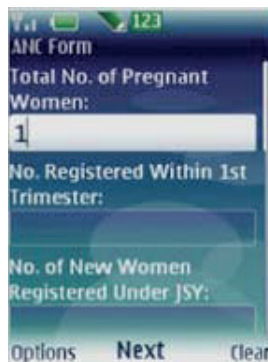 123
ANC Form
Total No. of Pregnant
Women:
1
No. Registered Within 1st
Trimester:
No. of New Women
Registered Under JSY:
Options Next Clear